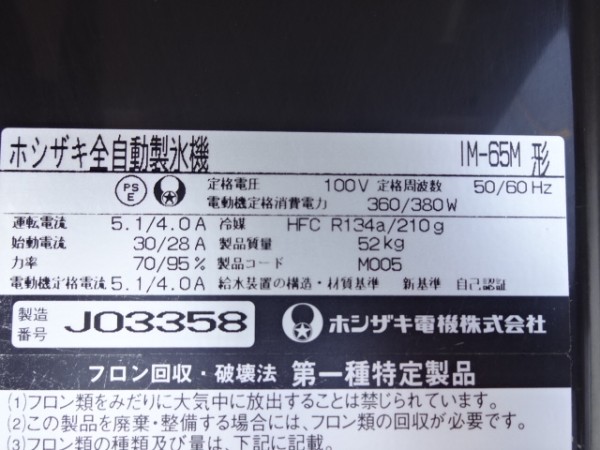 ホシザキ全自動製氷機 IM-65M 形
PS E 定格電圧 100V 定格周波数 50/60Hz
電動機定格消費電力 360/380W
運転電流 5.1/4.0A 冷媒 HFC R134a/210g
始動電流 30/28A 製品質量 52kg
力率 70/95% 製品コード M005
電動機定格電流 5.1/4.0A 給水装置の構造・材質基準 新基準 自己認証
製造番号 J03358 ホシザキ電機株式会社
フロン回収・破壊法 第一種特定製品
(1)フロン類をみだりに大気中に放出することは禁じられています。
(2)この製品を廃棄・整備する場合には、フロン類の回収が必要です。
(3)フロン類の種類及び量は、下記に記載。